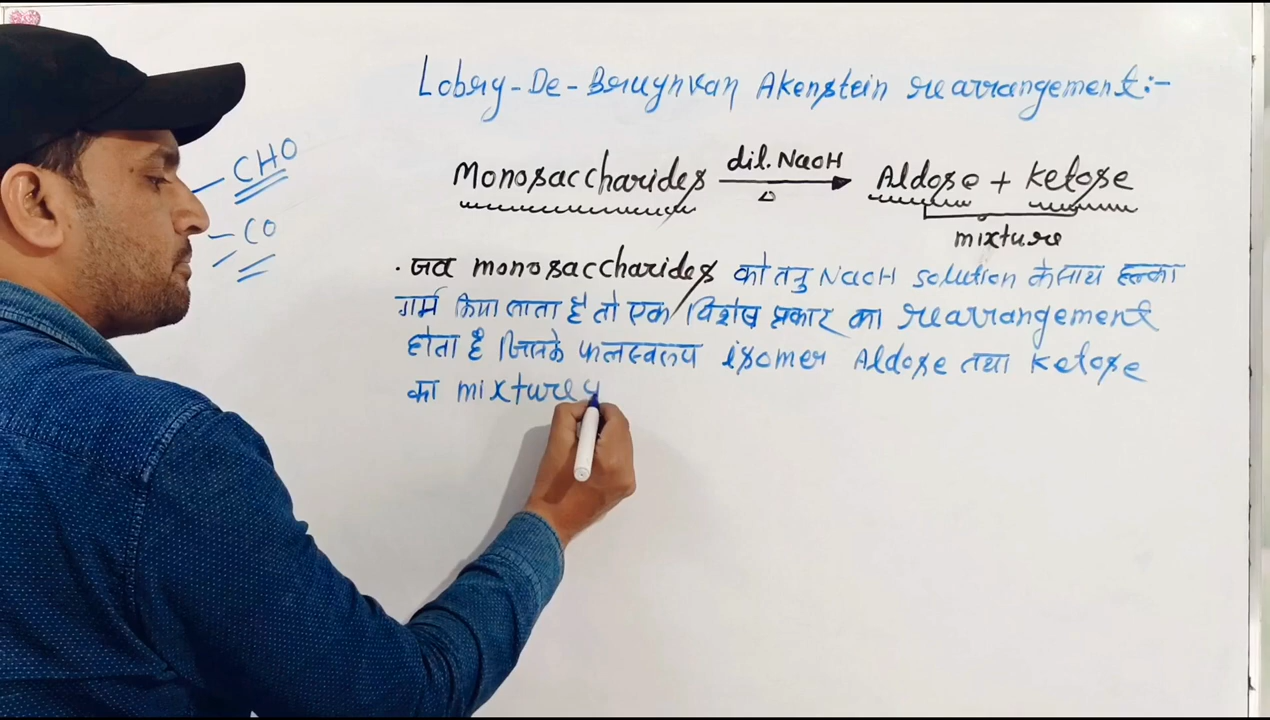 Lobry-De-Bruynvan Akenstein rearrangement:-
- CHO
- CO
Monosaccharides dil. NaOH Δ → Aldose + Ketose
mixture
. जब monosaccharides को तनु NaOH solution के साथ हल्का
गर्म किया जाता है तो एक विशेष प्रकार का rearrangement
होता है जिसके फलस्वरूप isomer Aldose तथा Ketose
का mixture